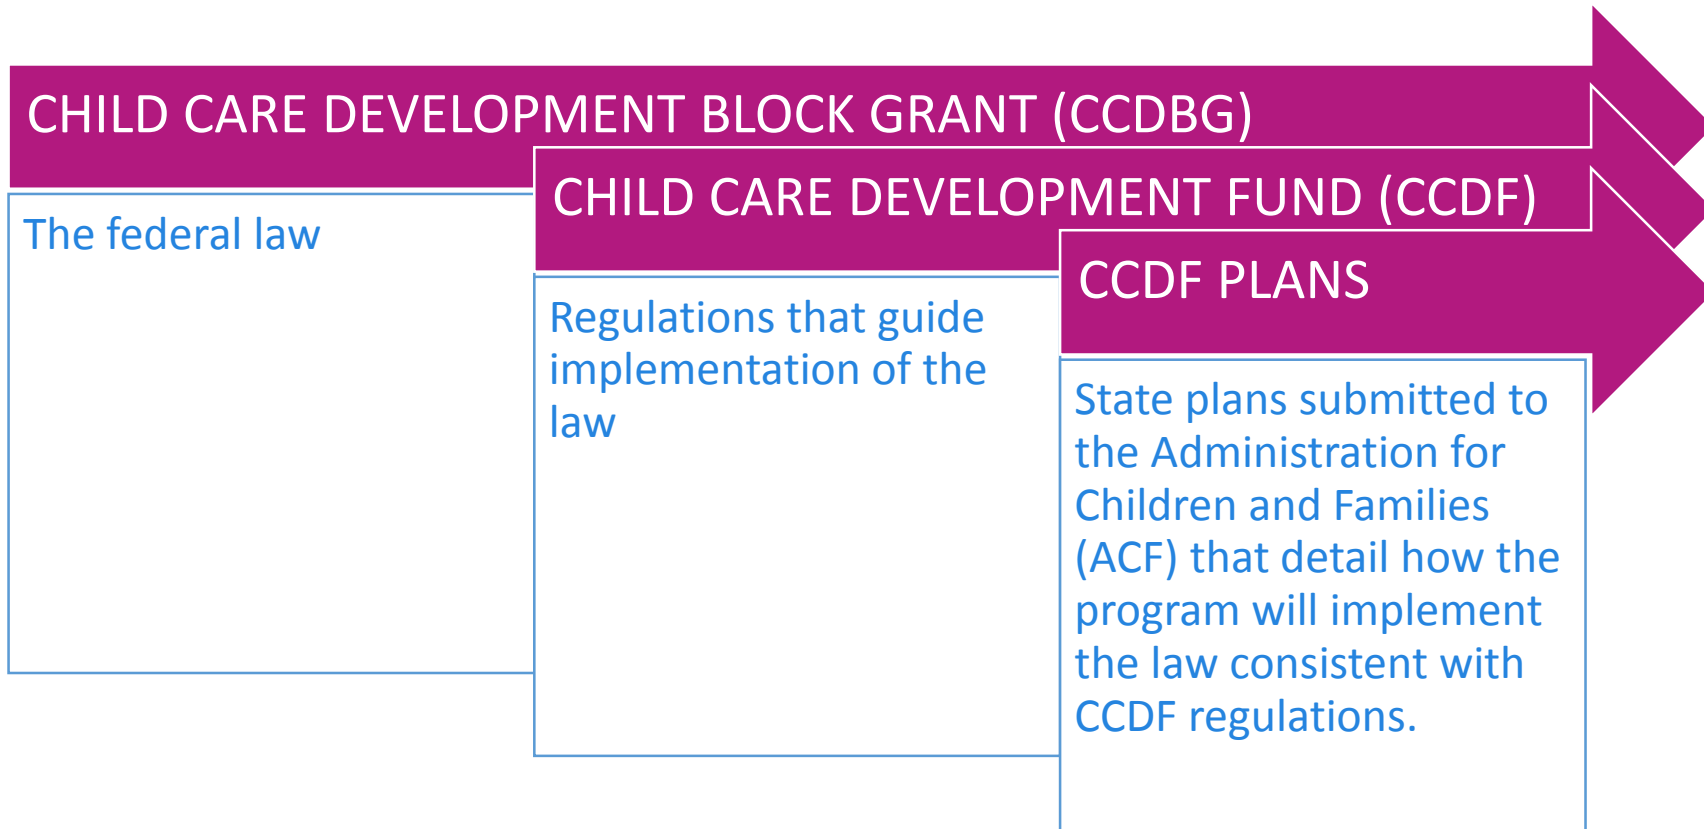 CHILD CARE DEVELOPMENT BLOCK GRANT (CCDBG)
The federal law
CHILD CARE DEVELOPMENT FUND (CCDF)
Regulations that guide
implementation of the
law
CCDF PLANS
State plans submitted to
the Administration for
Children and Families
(ACF) that detail how the
program will implement
the law consistent with
CCDF regulations.